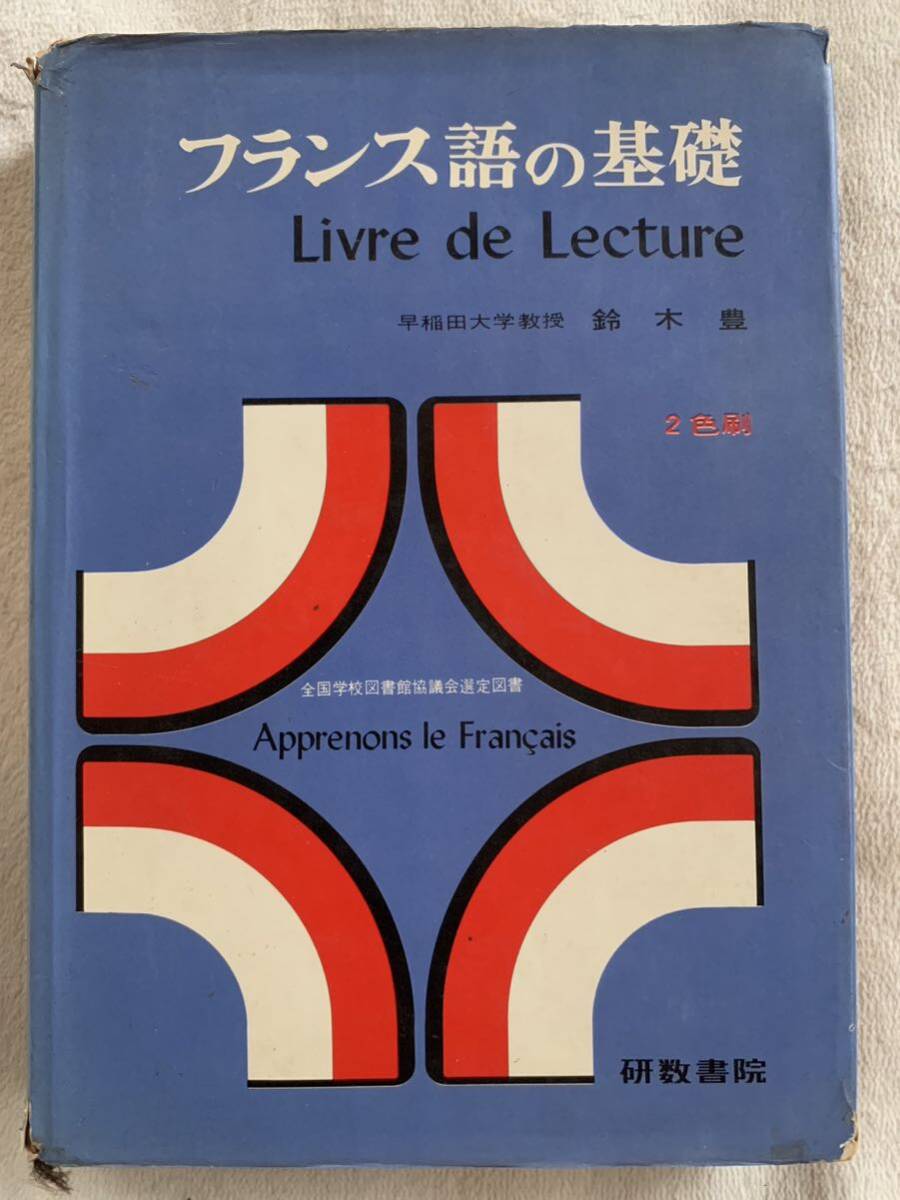 フランス語の基礎
Livre de Lecture
早稲田大学教授 鈴木豊
2色刷
全国学校図書館協議会選定図書
Apprenons le Français
研数書院